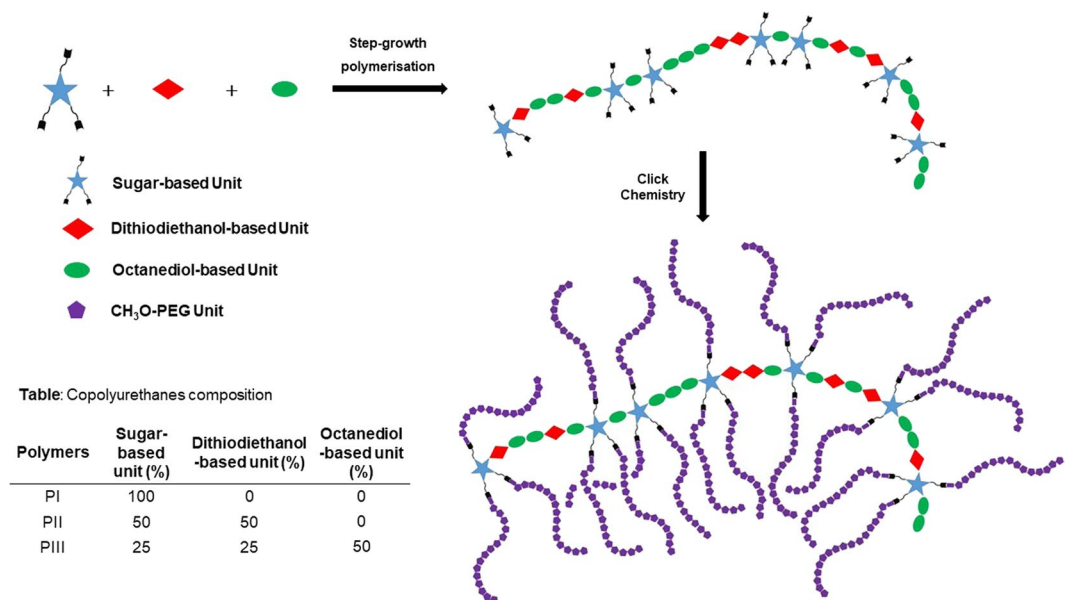 Step-growth
polymerisation
+
+
Sugar-based Unit
Dithiodiethanol-based Unit
Octanediol-based Unit
CH₃O-PEG Unit
Click
Chemistry
Table: Copolyurethanes composition
Polymers Sugar-based unit (%) Dithiodiethanol-based unit (%) Octanediol-based unit (%)
PI 100 0 0
PII 50 50 0
PIII 25 25 50